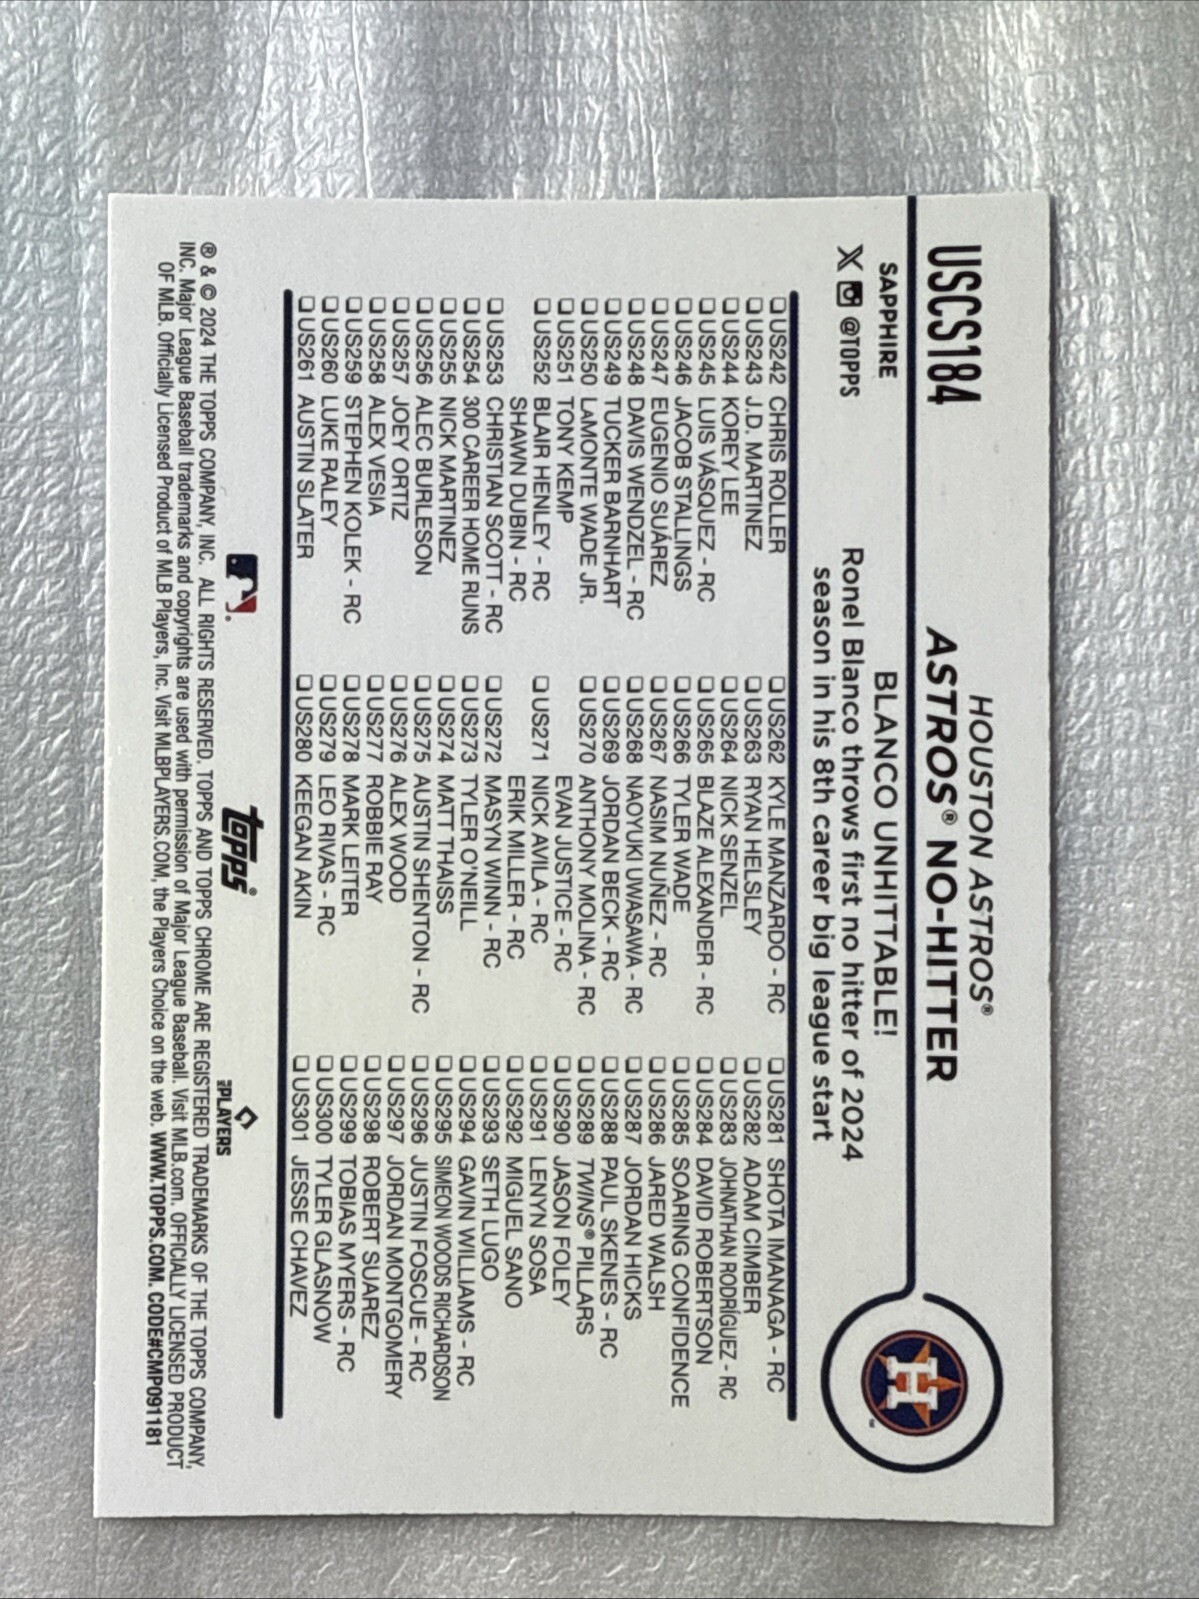 USCS184
HOUSTON ASTROS®
ASTROS® NO-HITTER
SAPPHIRE
@TOPPS
BLANCO UNHITTABLE!
Ronel Blanco throws first no hitter of 2024
season in his 8th career big league start
H
TM
❑ US242 CHRIS ROLLER
❑ US243 J.D. MARTINEZ
❑ US244 KOREY LEE
❑ US245 LUIS VÁSQUEZ - RC
❑ US246 JACOB STALLINGS
❑ US247 EUGENIO SUÁREZ
❑ US248 DAVIS WENDZEL - RC
❑ US249 TUCKER BARNHART
❑ US250 LaMONTE WADE JR.
❑ US251 TONY KEMP
❑ US252 BLAIR HENLEY - RC
SHAWN DUBIN - RC
❑ US253 CHRISTIAN SCOTT - RC
❑ US254 300 CAREER HOME RUNS
❑ US255 NICK MARTINEZ
❑ US256 ALEC BURLESON
❑ US257 JOEY ORTIZ
❑ US258 ALEX VESIA
❑ US259 STEPHEN KOLEK - RC
❑ US260 LUKE RALEY
❑ US261 AUSTIN SLATER
❑ US262 KYLE MANZARDO - RC
❑ US263 RYAN HELSLEY
❑ US264 NICK SENZEL
❑ US265 BLAZE ALEXANDER - RC
❑ US266 TYLER WADE
❑ US267 NASIM NUÑEZ - RC
❑ US268 NAOYUKI UWASAWA - RC
❑ US269 JORDAN BECK - RC
❑ US270 ANTHONY MOLINA - RC
EVAN JUSTICE - RC
❑ US271 NICK AVILA - RC
ERIK MILLER - RC
❑ US272 MASYN WINN - RC
❑ US273 TYLER O'NEILL
❑ US274 MATT THAISS
❑ US275 AUSTIN SHENTON - RC
❑ US276 ALEX WOOD
❑ US277 ROBBIE RAY
❑ US278 MARK LEITER
❑ US279 LEO RIVAS - RC
❑ US280 KEEGAN AKIN
❑ US281 SHOTA IMANAGA - RC
❑ US282 ADAM CIMBER
❑ US283 JOHNATHAN RODRÍGUEZ - RC
❑ US284 DAVID ROBERTSON
❑ US285 SOARING CONFIDENCE
❑ US286 JARED WALSH
❑ US287 JORDAN HICKS
❑ US288 PAUL SKENES - RC
❑ US289 TWINS® PILLARS
❑ US290 JASON FOLEY
❑ US291 LENYN SOSA
❑ US292 MIGUEL SANO
❑ US293 SETH LUGO
❑ US294 GAVIN WILLIAMS - RC
❑ US295 SIMEON WOODS RICHARDSON
❑ US296 JUSTIN FOSCUE - RC
❑ US297 JORDAN MONTGOMERY
❑ US298 ROBERT SUAREZ
❑ US299 TOBIAS MYERS - RC
❑ US300 TYLER GLASNOW
❑ US301 JESSE CHAVEZ
topps®
PLAYERS
® & © 2024 THE TOPPS COMPANY, INC. ALL RIGHTS RESERVED. TOPPS AND TOPPS CHROME ARE REGISTERED TRADEMARKS OF THE TOPPS COMPANY,
INC. Major League Baseball trademarks and copyrights are used with permission of Major League Baseball. Visit MLB.com. OFFICIALLY LICENSED PRODUCT
OF MLB. Officially Licensed Product of MLB Players, Inc. Visit MLBPLAYERS.COM, the Players Choice on the web. WWW.TOPPS.COM. CODE#CMP091181